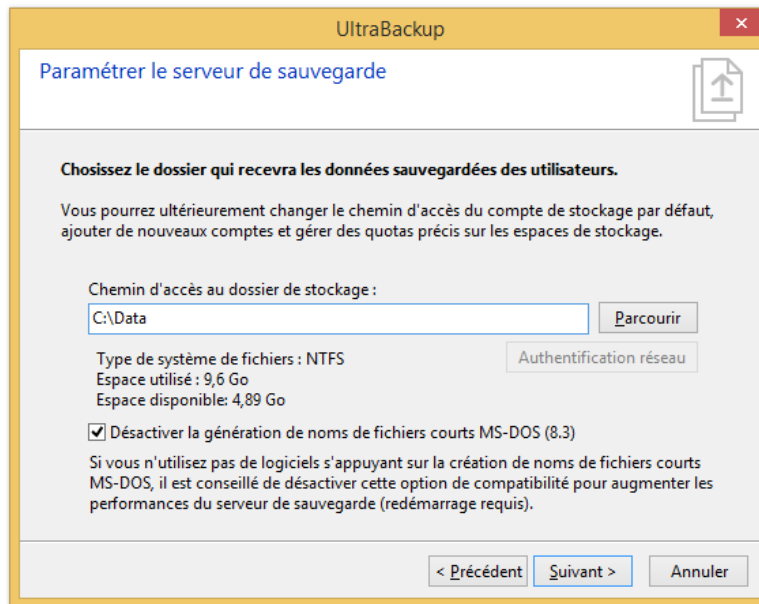 UltraBackup
Paramétrer le serveur de sauvegarde
Chosissez le dossier qui recevra les données sauvegardées des utilisateurs.
Vous pourrez ultérieurement changer le chemin d'accès du compte de stockage par défaut,
ajouter de nouveaux comptes et gérer des quotas précis sur les espaces de stockage.
Chemin d'accès au dossier de stockage :
C:\Data
Parcourir
Type de système de fichiers : NTFS
Authentification réseau
Espace utilisé : 9,6 Go
Espace disponible: 4,89 Go
Désactiver la génération de noms de fichiers courts MS-DOS (8.3)
Si vous n'utilisez pas de logiciels s'appuyant sur la création de noms de fichiers courts
MS-DOS, il est conseillé de désactiver cette option de compatibilité pour augmenter les
performances du serveur de sauvegarde (redémarrage requis).
< Précédent
Suivant >
Annuler